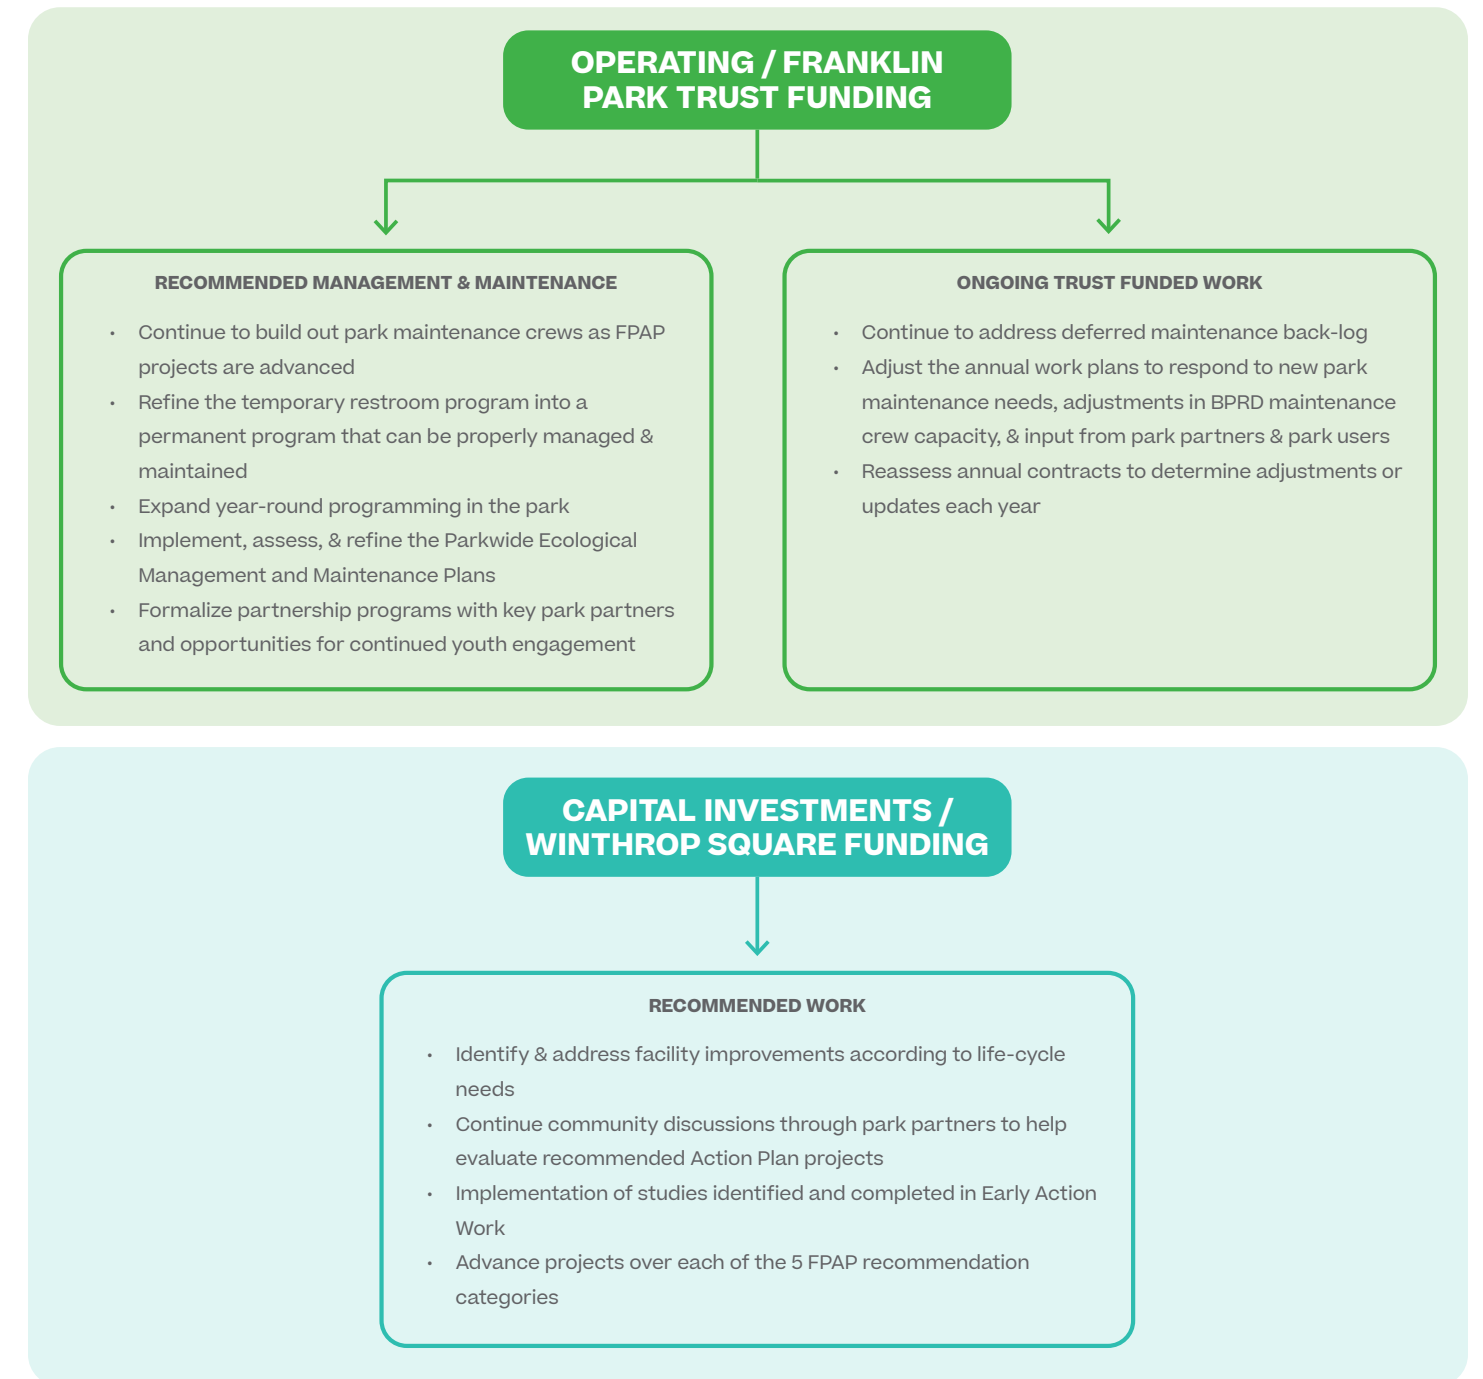 OPERATING / FRANKLIN
PARK TRUST FUNDING
RECOMMENDED MANAGEMENT & MAINTENANCE
• Continue to build out park maintenance crews as FPAP
projects are advanced
• Refine the temporary restroom program into a
permanent program that can be properly managed &
maintained
• Expand year-round programming in the park
• Implement, assess, & refine the Parkwide Ecological
Management and Maintenance Plans
• Formalize partnership programs with key park partners
and opportunities for continued youth engagement
ONGOING TRUST FUNDED WORK
• Continue to address deferred maintenance back-log
• Adjust the annual work plans to respond to new park
maintenance needs, adjustments in BPRD maintenance
crew capacity, & input from park partners & park users
• Reassess annual contracts to determine adjustments or
updates each year
CAPITAL INVESTMENTS /
WINTHROP SQUARE FUNDING
RECOMMENDED WORK
• Identify & address facility improvements according to life-cycle
needs
• Continue community discussions through park partners to help
evaluate recommended Action Plan projects
• Implementation of studies identified and completed in Early Action
Work
• Advance projects over each of the 5 FPAP recommendation
categories